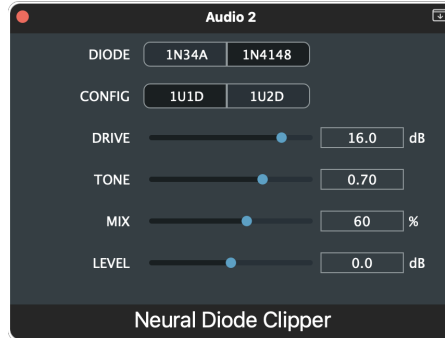 Audio 2
DIODE 1N34A 1N4148
CONFIG 1U1D 1U2D
DRIVE 16.0 dB
TONE 0.70
MIX 60 %
LEVEL 0.0 dB
Neural Diode Clipper